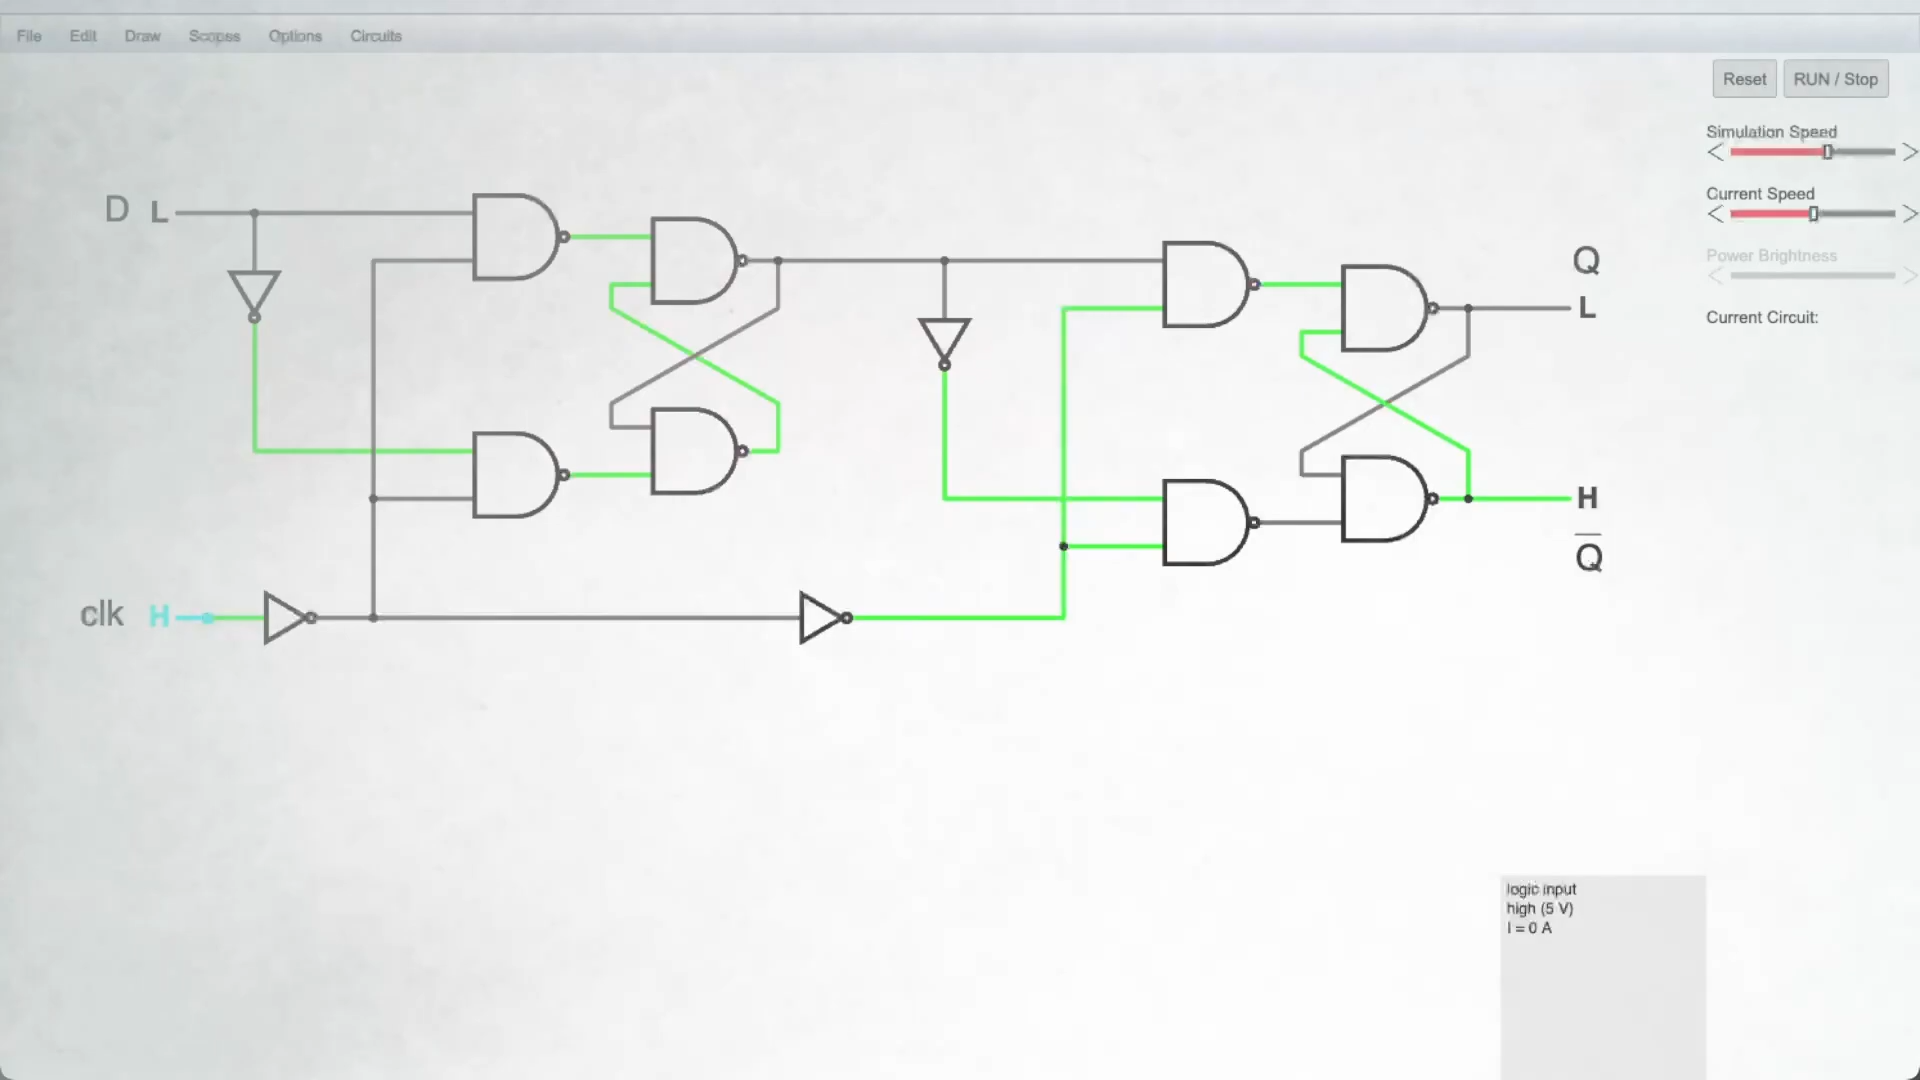 File Edit Draw Scopes Options Circuits
Reset RUN / Stop
Simulation Speed
Current Speed
Power Brightness
Current Circuit:
D L
Q
L
H
Q
clk H
logic input
high (5 V)
I = 0 A